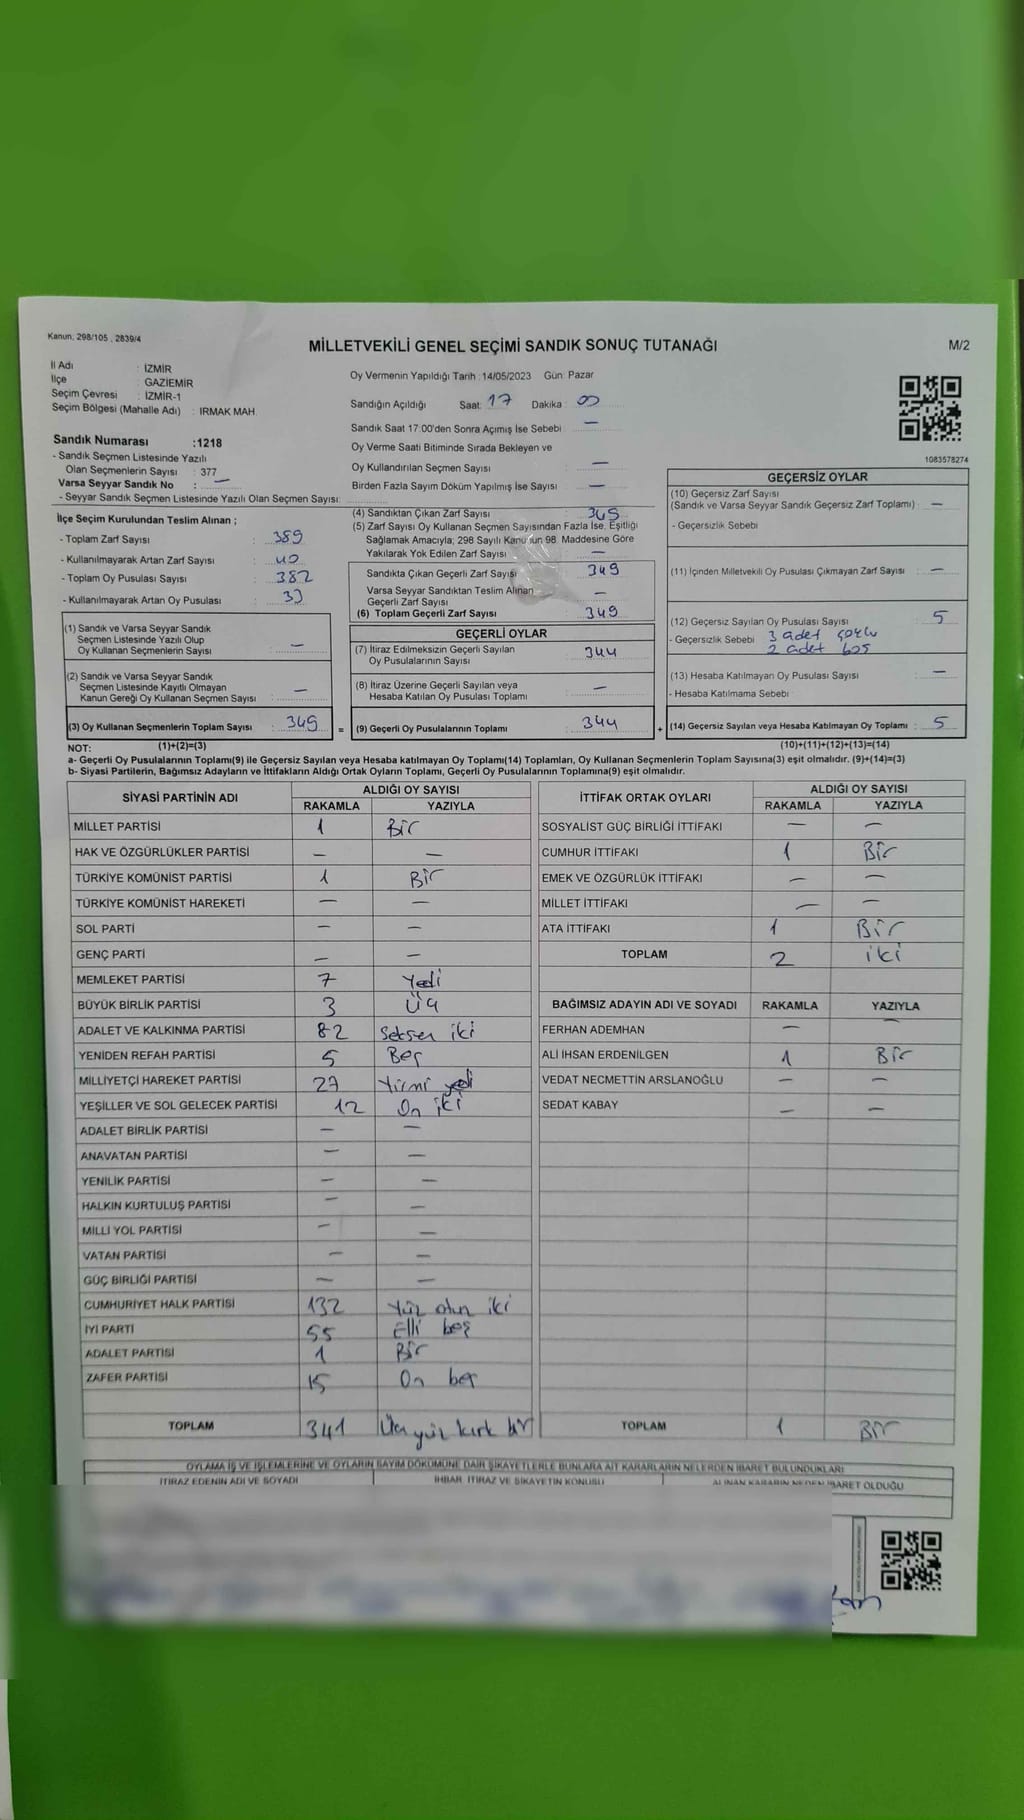 Kanun; 298/105 , 2839/4
MİLLETVEKİLİ GENEL SEÇİMİ SANDIK SONUÇ TUTANAĞI
M/2
İl Adı : İZMİR
İlçe GAZİEMİR
Seçim Çevresi : İZMİR-1
Seçim Bölgesi (Mahalle Adı) : IRMAK MAH.
Oy Vermenin Yapıldığı Tarih :14/05/2023 Gün: Pazar
Sandığın Açıldığı Saat: 17 Dakika: 00
Sandık Saat 17:00'den Sonra Açımış İse Sebebi : —
Oy Verme Saati Bitiminde Sırada Bekleyen ve
Oy Kullandırılan Seçmen Sayısı : —
Birden Fazla Sayım Döküm Yapılmış İse Sayısı : —
Sandık Numarası :1218
- Sandık Seçmen Listesinde Yazılı
Olan Seçmenlerin Sayısı : 377
Varsa Seyyar Sandık No : —
- Seyyar Sandık Seçmen Listesinde Yazılı Olan Seçmen Sayısı:
1083578274
İlçe Seçim Kurulundan Teslim Alınan ;
- Toplam Zarf Sayısı : 389
- Kullanılmayarak Artan Zarf Sayısı : 40
- Toplam Oy Pusulası Sayısı : 382
- Kullanılmayarak Artan Oy Pusulası :
(1) Sandık ve Varsa Seyyar Sandık
Seçmen Listesinde Yazılı Olup
Oy Kullanan Seçmenlerin Sayısı : —
(2) Sandık ve Varsa Seyyar Sandık
Seçmen Listesinde Kayıtlı Olmayan
Kanun Gereği Oy Kullanan Seçmen Sayısı : —
(3) Oy Kullanan Seçmenlerin Toplam Sayısı : 349 =
(1)+(2)=(3)
(4) Sandıktan Çıkan Zarf Sayısı : 349
(5) Zarf Sayısı Oy Kullanan Seçmen Sayısından Fazla İse, Eşitliği
Sağlamak Amacıyla; 298 Sayılı Kanunun 98. Maddesine Göre
Yakılarak Yok Edilen Zarf Sayısı : —
Sandıkta Çıkan Geçerli Zarf Sayısı : 349
Varsa Seyyar Sandıktan Teslim Alınan
Geçerli Zarf Sayısı : —
(6) Toplam Geçerli Zarf Sayısı : 349
GEÇERLİ OYLAR
(7) İtiraz Edilmeksizin Geçerli Sayılan
Oy Pusulalarının Sayısı : 344
(8) İtiraz Üzerine Geçerli Sayılan veya
Hesaba Katılan Oy Pusulası Toplamı : —
(9) Geçerli Oy Pusulalarının Toplamı : 344 +
GEÇERSİZ OYLAR
(10) Geçersiz Zarf Sayısı
(Sandık ve Varsa Seyyar Sandık Geçersiz Zarf Toplamı) : —
- Geçersizlik Sebebi
(11) İçinden Milletvekili Oy Pusulası Çıkmayan Zarf Sayısı : —
(12) Geçersiz Sayılan Oy Pusulası Sayısı : 5
- Geçersizlik Sebebi 3 adet
2 adet boş
(13) Hesaba Katılmayan Oy Pusulası Sayısı : —
- Hesaba Katılmama Sebebi :
(14) Geçersiz Sayılan veya Hesaba Katılmayan Oy Toplamı : 5
(10)+(11)+(12)+(13)=(14)
NOT:
a- Geçerli Oy Pusulalarının Toplamı(9) ile Geçersiz Sayılan veya Hesaba katılmayan Oy Toplamı(14) Toplamları, Oy Kullanan Seçmenlerin Toplam Sayısına(3) eşit olmalıdır. (9)+(14)=(3)
b- Siyasi Partilerin, Bağımsız Adayların ve İttifakların Aldığı Ortak Oyların Toplamı, Geçerli Oy Pusulalarının Toplamına(9) eşit olmalıdır.
SİYASİ PARTİNİN ADI ALDIĞI OY SAYISI
RAKAMLA YAZIYLA
MİLLET PARTİSİ 1 Bir
HAK VE ÖZGÜRLÜKLER PARTİSİ — —
TÜRKİYE KOMÜNİST PARTİSİ 1 Bir
TÜRKİYE KOMÜNİST HAREKETİ — —
SOL PARTİ — —
GENÇ PARTİ — —
MEMLEKET PARTİSİ 7 Yedi
BÜYÜK BİRLİK PARTİSİ 3 Üç
ADALET VE KALKINMA PARTİSİ 82 Seksen iki
YENİDEN REFAH PARTİSİ 5 Beş
MİLLİYETÇİ HAREKET PARTİSİ 27 Yirmi yedi
YEŞİLLER VE SOL GELECEK PARTİSİ 12 On iki
ADALET BİRLİK PARTİSİ — —
ANAVATAN PARTİSİ — —
YENİLİK PARTİSİ — —
HALKIN KURTULUŞ PARTİSİ — —
MİLLİ YOL PARTİSİ — —
VATAN PARTİSİ — —
GÜÇ BİRLİĞİ PARTİSİ — —
CUMHURİYET HALK PARTİSİ 132 Yüz otuz iki
İYİ PARTİ 55 Elli beş
ADALET PARTİSİ 1 Bir
ZAFER PARTİSİ 15 On beş
TOPLAM 341 Üç yüz kırk bir
İTTİFAK ORTAK OYLARI ALDIĞI OY SAYISI
RAKAMLA YAZIYLA
SOSYALİST GÜÇ BİRLİĞİ İTTİFAKI — —
CUMHUR İTTİFAKI 1 Bir
EMEK VE ÖZGÜRLÜK İTTİFAKI — —
MİLLET İTTİFAKI — —
ATA İTTİFAKI 1 Bir
TOPLAM 2 iki
BAĞIMSIZ ADAYIN ADI VE SOYADI RAKAMLA YAZIYLA
FERHAN ADEMHAN — —
ALİ İHSAN ERDENİLGEN 1 Bir
VEDAT NECMETTİN ARSLANOĞLU — —
SEDAT KABAY — —
TOPLAM 1 Bir
OYLAMA İŞ VE İŞLEMLERİNE VE OYLARIN SAYIM DÖKÜMÜNE DAİR ŞİKAYETLERLE BUNLARA AİT KARARLARIN NELERDEN İBARET BULUNDUKLARI
İTİRAZ EDENİN ADI VE SOYADI İHBAR, İTİRAZ VE ŞİKAYETİN KONUSU ALINAN KARARIN NEDEN İBARET OLDUĞU